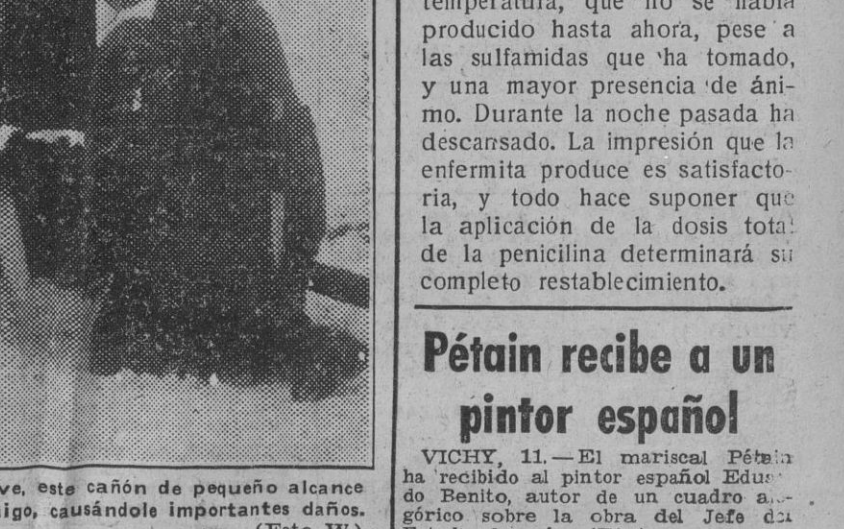 temperatura, que no se había
producido hasta ahora, pese a
las sulfamidas que ha tomado,
y una mayor presencia de áni-
mo. Durante la noche pasada ha
descansado. La impresión que la
enfermita produce es satisfacto-
ria, y todo hace suponer que
la aplicación de la dosis total
de la penicilina determinará su
completo restablecimiento.
Pétain recibe a un
pintor español
VICHY, 11. — El mariscal Pétain
ha recibido al pintor español Eduar-
do Benito, autor de un cuadro
górico sobre la obra del Jefe del
ve, este cañón de pequeño alcance
igo, causándole importantes daños.